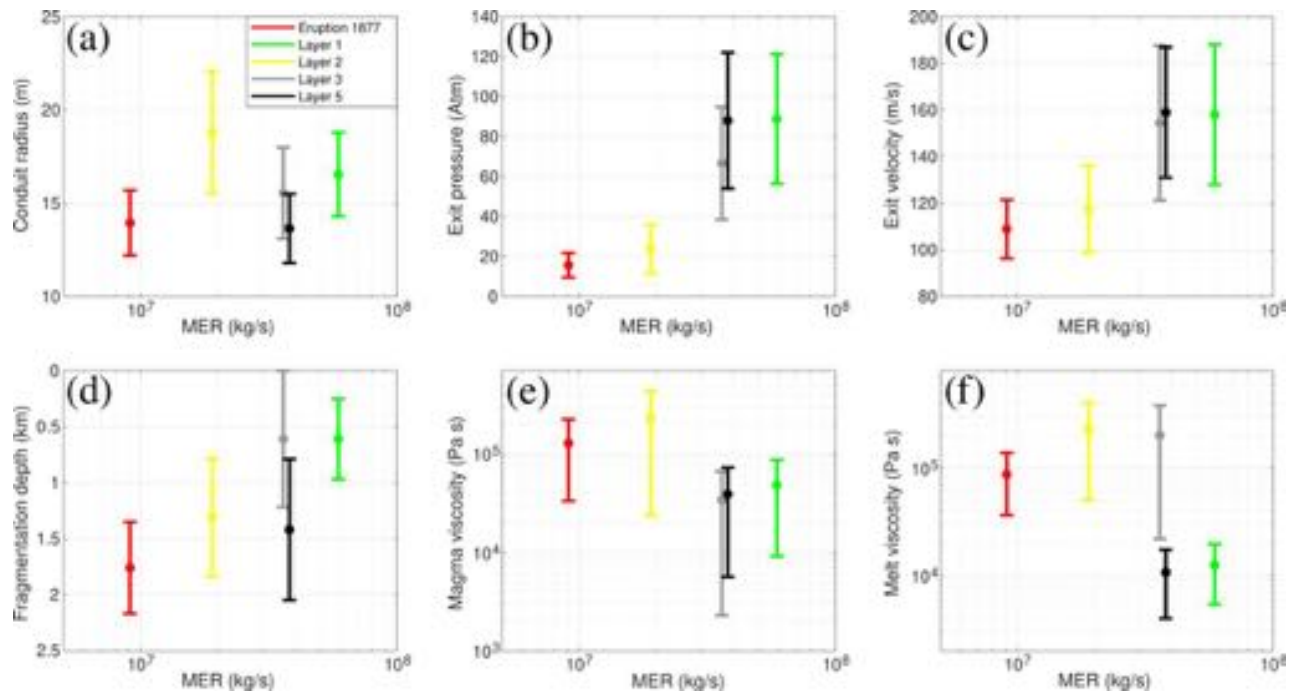 (a)
Eruption 1877
Layer 1
Layer 2
Layer 3
Layer 5
Conduit radius (m)
25
20
15
10
10⁷
10⁸
MER (kg/s)
(b)
Exit pressure (Atm)
140
120
100
80
60
40
20
0
10⁷
10⁸
MER (kg/s)
(c)
Exit velocity (m/s)
200
180
160
140
120
100
80
10⁷
10⁸
MER (kg/s)
(d)
Fragmentation depth (km)
0
0.5
1
1.5
2
2.5
10⁷
10⁸
MER (kg/s)
(e)
Magma viscosity (Pa s)
10⁵
10⁴
10³
10⁷
10⁸
MER (kg/s)
(f)
Melt viscosity (Pa s)
10⁵
10⁴
10⁷
10⁸
MER (kg/s)